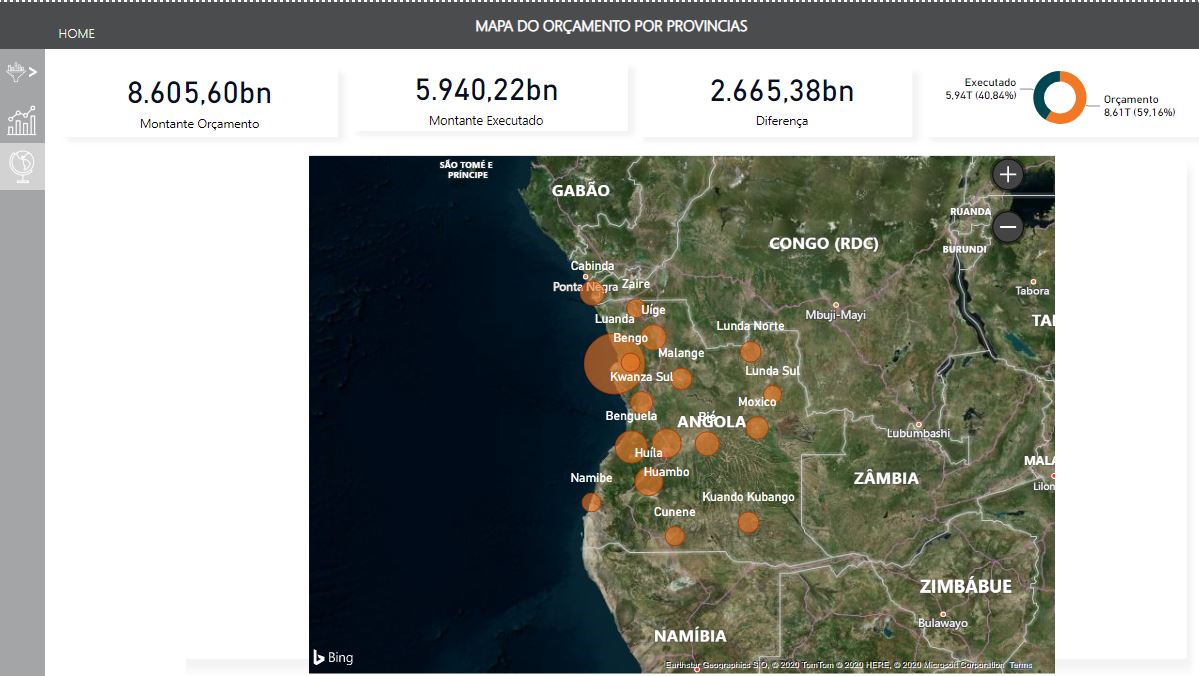 MAPA DO ORÇAMENTO POR PROVINCIAS
HOME
8.605,60bn
Montante Orçamento
5.940,22bn
Montante Executado
2.665,38bn
Diferença
Executado
5,94T (40,84%)
Orçamento
8,61T (59,16%)
SÃO TOMÉ E
PRÍNCIPE
GABÃO
RUANDA
CONGO (RDC)
BURUNDI
Cabinda
Ponta Negra
Zaire
Tabora
Uíge
Luanda
Mbuji-Mayi
TAN
Lunda Norte
Bengo
Malange
Lunda Sul
Kwanza Sul
Moxico
Benguela
Bié
ANGOLA
Lubumbashi
Huíla
MALA
Huambo
Namibe
ZÂMBIA
Lilon
Kuando Kubango
Cunene
ZIMBÁBUE
Bulawayo
NAMÍBIA
Bing
Earthstar Geographics SIO, © 2020 TomTom © 2020 HERE, © 2020 Microsoft Corporation Terms